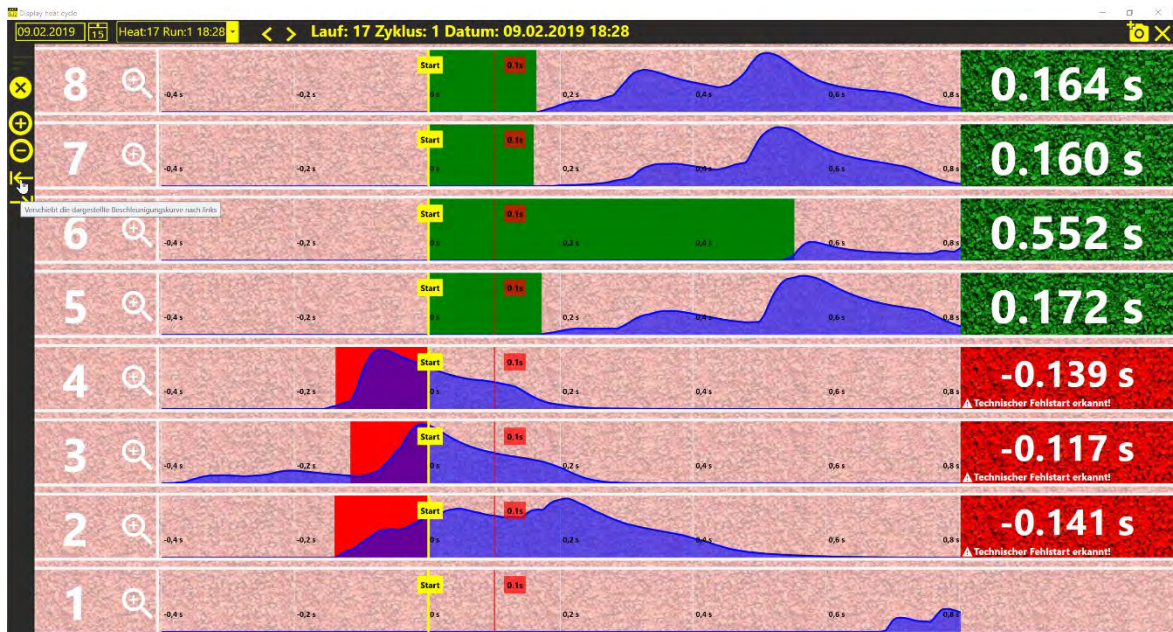 Display heat cycle
09.02.2019 15 Heat:17 Run:1 18:28 < > Lauf: 17 Zyklus: 1 Datum: 09.02.2019 18:28
8 -0,4 s -0,2 s Start 0 s 0.1s 0,2 s 0,4 s 0,6 s 0,8 s 0.164 s
7 -0,4 s -0,2 s Start 0 s 0.1s 0,2 s 0,4 s 0,6 s 0,8 s 0.160 s
Verschiebt die dargestellte Beschleunigungskurve nach links
6 -0,4 s -0,2 s Start 0 s 0.1s 0,2 s 0,4 s 0,6 s 0,8 s 0.552 s
5 -0,4 s -0,2 s Start 0 s 0.1s 0,2 s 0,4 s 0,6 s 0,8 s 0.172 s
4 -0,4 s -0,2 s Start 0 s 0.1s 0,2 s 0,4 s 0,6 s 0,8 s -0.139 s
Technischer Fehlstart erkannt!
3 -0,4 s -0,2 s Start 0 s 0.1s 0,2 s 0,4 s 0,6 s 0,8 s -0.117 s
Technischer Fehlstart erkannt!
2 -0,4 s -0,2 s Start 0 s 0.1s 0,2 s 0,4 s 0,6 s 0,8 s -0.141 s
Technischer Fehlstart erkannt!
1 -0,4 s -0,2 s Start 0 s 0.1s 0,2 s 0,4 s 0,6 s 0,8 s